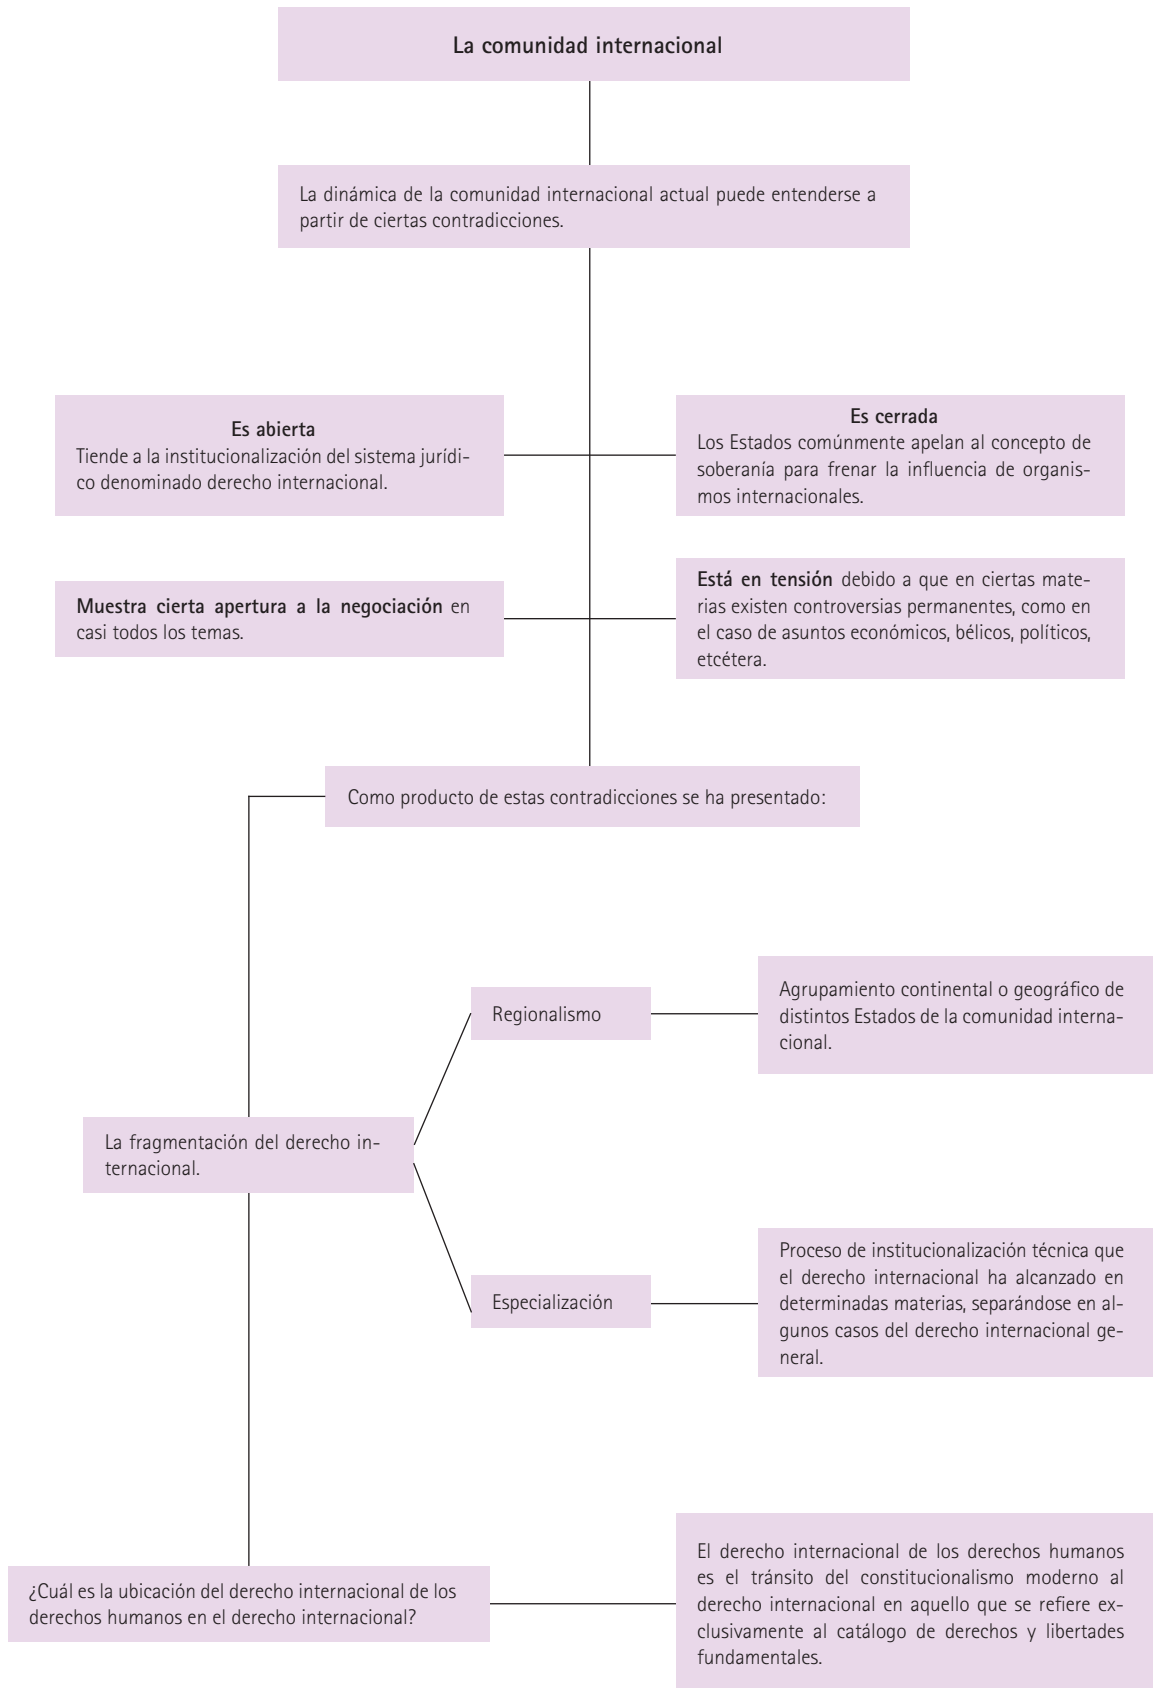 La comunidad internacional
La dinámica de la comunidad internacional actual puede entenderse a
partir de ciertas contradicciones.
Es abierta
Tiende a la institucionalización del sistema jurídi-
co denominado derecho internacional.
Es cerrada
Los Estados comúnmente apelan al concepto de
soberanía para frenar la influencia de organis-
mos internacionales.
Muestra cierta apertura a la negociación en
casi todos los temas.
Está en tensión debido a que en ciertas mate-
rias existen controversias permanentes, como en
el caso de asuntos económicos, bélicos, políticos,
etcétera.
Como producto de estas contradicciones se ha presentado:
Regionalismo
Agrupamiento continental o geográfico de
distintos Estados de la comunidad interna-
cional.
La fragmentación del derecho in-
ternacional.
Especialización
Proceso de institucionalización técnica que
el derecho internacional ha alcanzado en
determinadas materias, separándose en al-
gunos casos del derecho internacional ge-
neral.
¿Cuál es la ubicación del derecho internacional de los
derechos humanos en el derecho internacional?
El derecho internacional de los derechos humanos
es el tránsito del constitucionalismo moderno al
derecho internacional en aquello que se refiere ex-
clusivamente al catálogo de derechos y libertades
fundamentales.